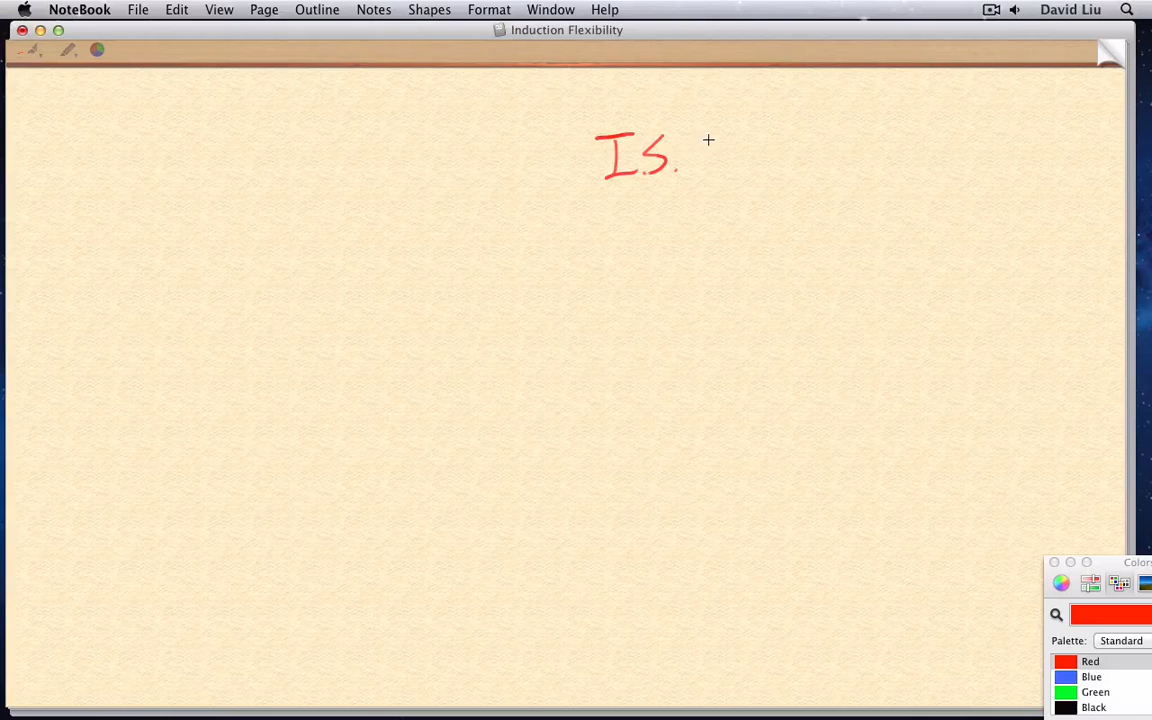 NoteBook File Edit View Page Outline Notes Shapes Format Window Help David Liu
Induction Flexibility
I.S.
Colors
Palette: Standard
Red
Blue
Green
Black